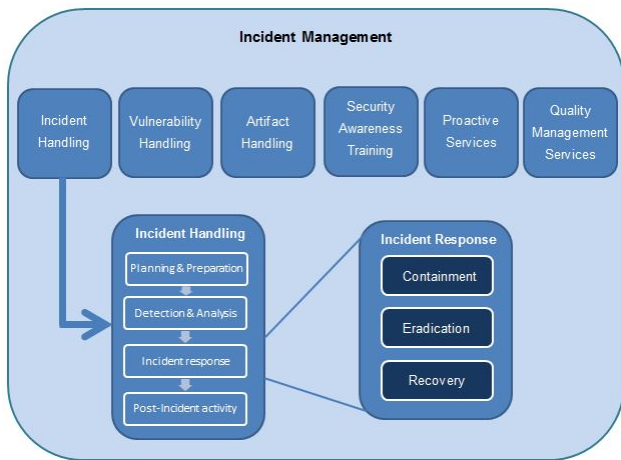 Incident Management
Incident
Handling
Vulnerability
Handling
Artifact
Handling
Security
Awareness
Training
Proactive
Services
Quality
Management
Services
Incident Handling
Planning & Preparation
Detection & Analysis
Incident response
Post-Incident activity
Incident Response
Containment
Eradication
Recovery